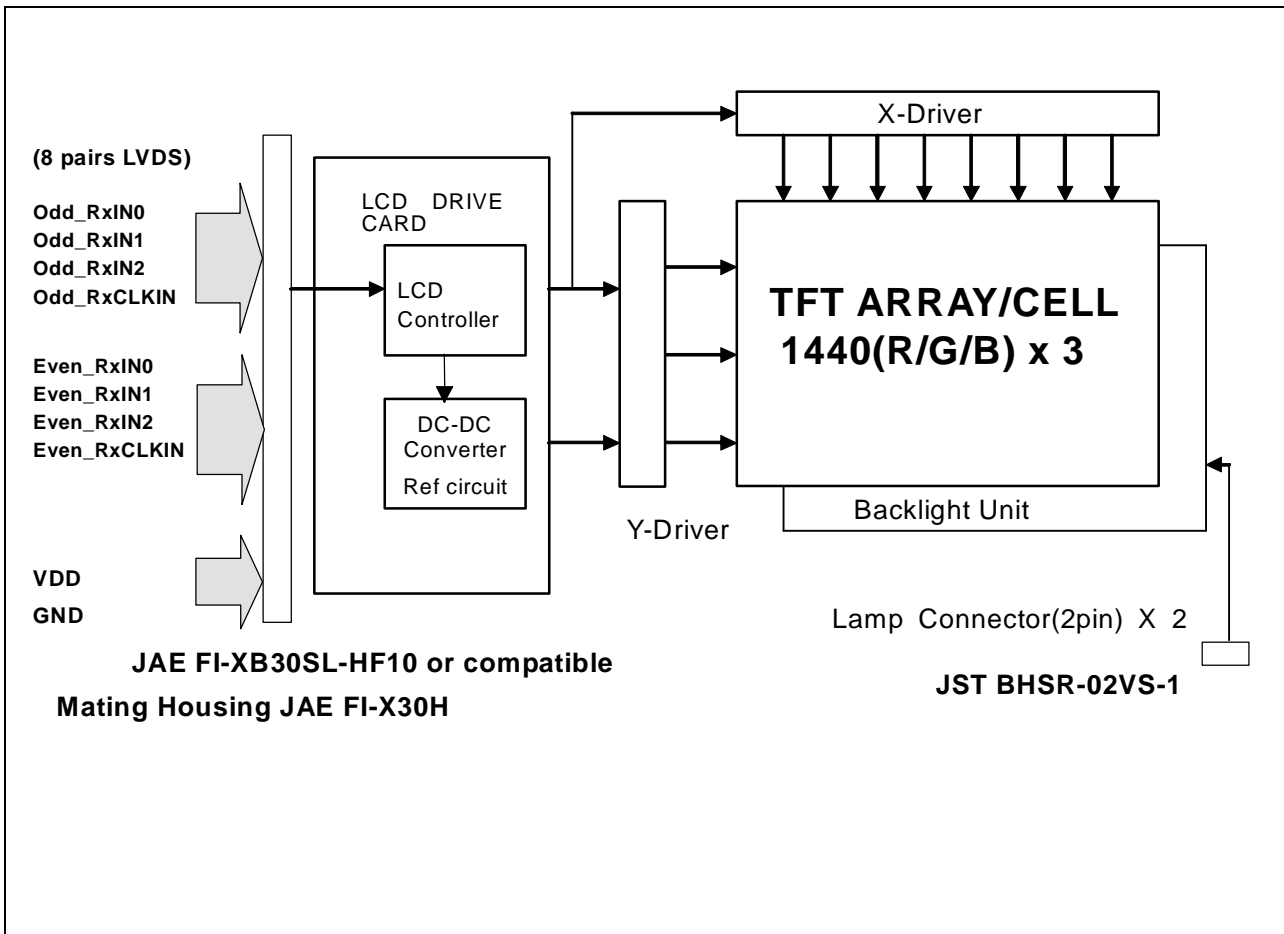 X-Driver
(8 pairs LVDS)
Odd_RxIN0
Odd_RxIN1
Odd_RxIN2
Odd_RxCLKIN
Even_RxIN0
Even_RxIN1
Even_RxIN2
Even_RxCLKIN
VDD
GND
LCD DRIVE
CARD
LCD
Controller
DC-DC
Converter
Ref circuit
Y-Driver
TFT ARRAY/CELL
1440(R/G/B) x 3
Backlight Unit
Lamp Connector(2pin) X 2
JST BHSR-02VS-1
JAE FI-XB30SL-HF10 or compatible
Mating Housing JAE FI-X30H